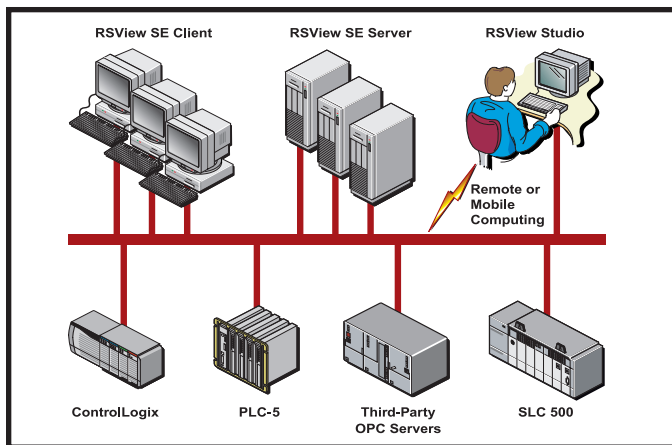 RSView SE Client
RSView SE Server
RSView Studio
Remote or
Mobile
Computing
ControlLogix
PLC-5
Third-Party
OPC Servers
SLC 500